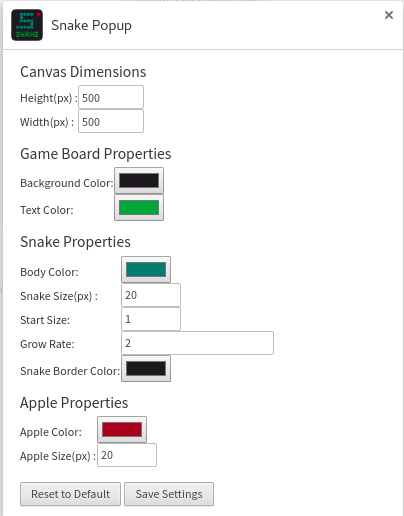 SNAKE
Snake Popup
Canvas Dimensions
Height(px) : 500
Width(px) : 500
Game Board Properties
Background Color:
Text Color:
Snake Properties
Body Color:
Snake Size(px) : 20
Start Size: 1
Grow Rate: 2
Snake Border Color:
Apple Properties
Apple Color:
Apple Size(px) : 20
Reset to Default Save Settings